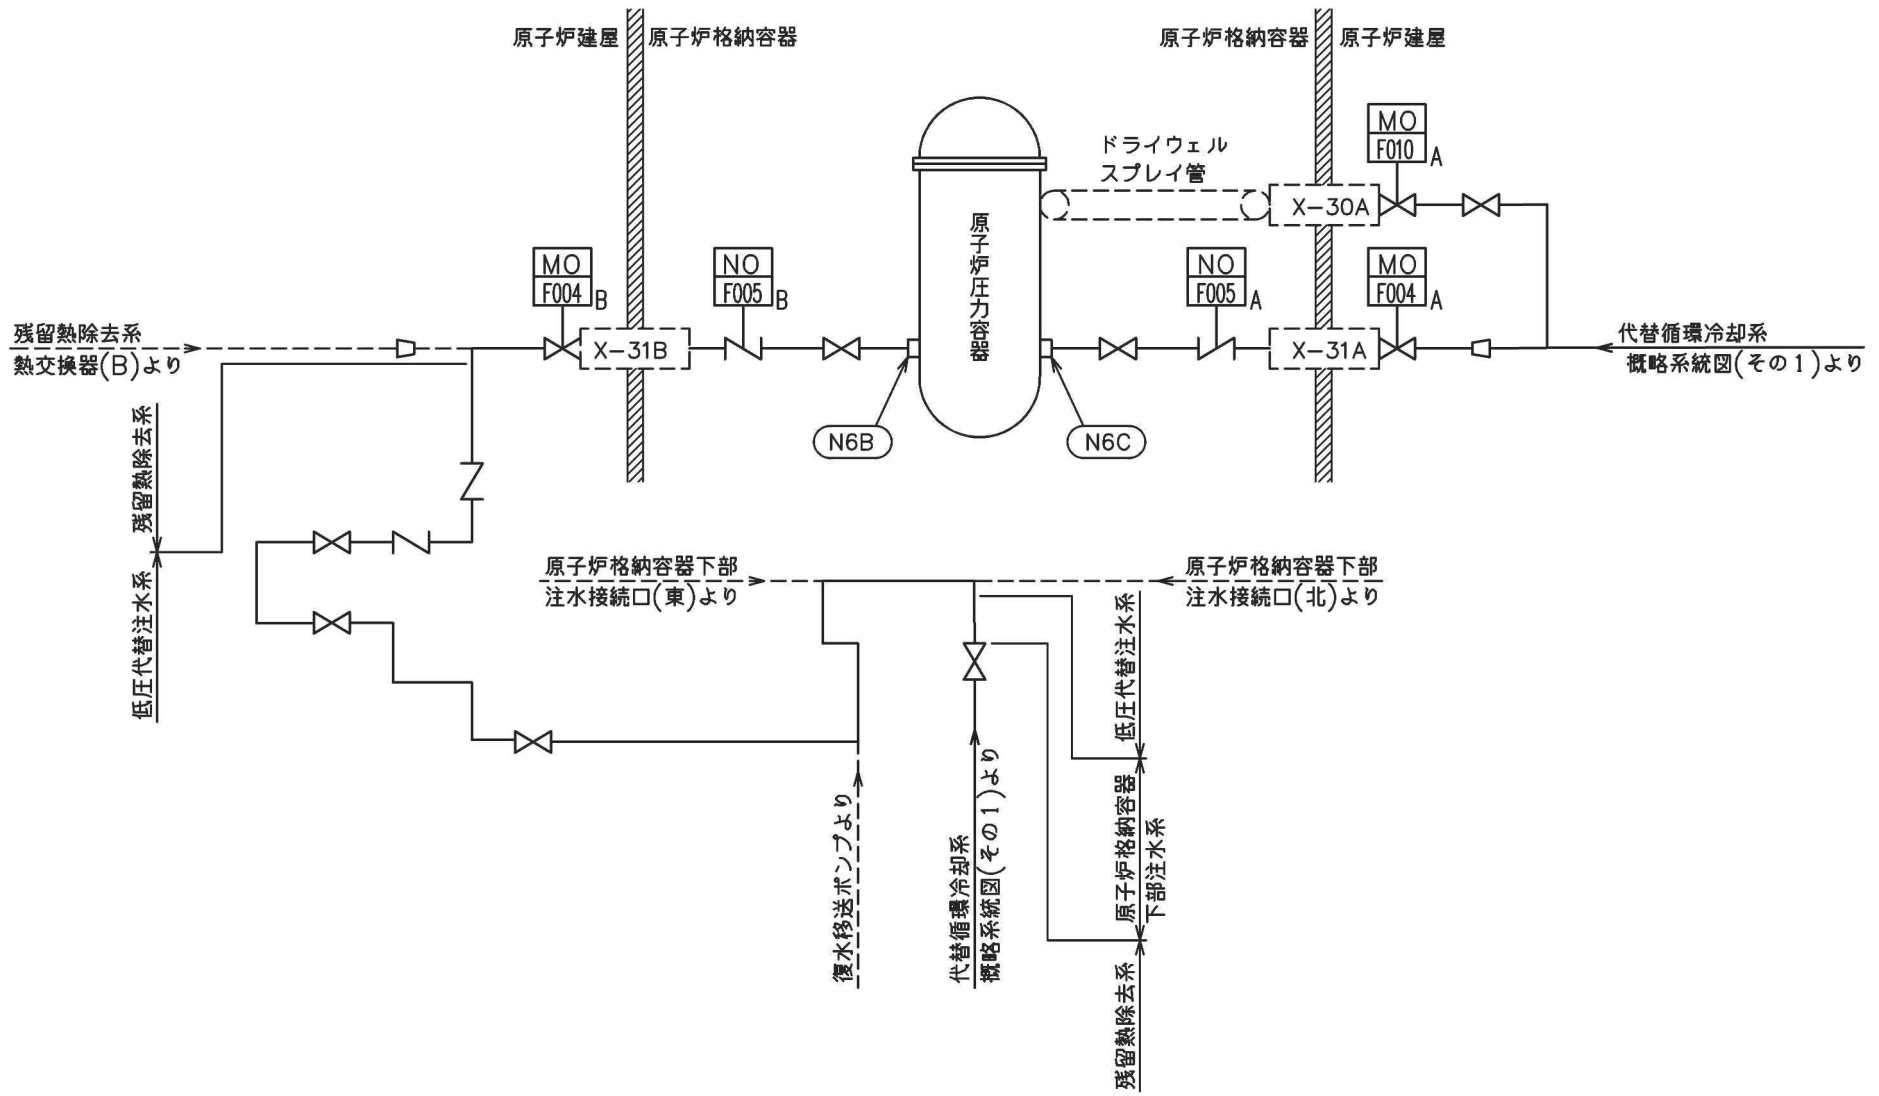 原子炉建屋
原子炉格納容器
原子炉格納容器
原子炉建屋
MO
F010
A
ドライウェル
スプレイ管
X-30A
原子炉圧力容器
MO
F004
B
NO
F005
B
NO
F005
A
MO
F004
A
残留熱除去系
熱交換器(B)より
X-31B
X-31A
代替循環冷却系
概略系統図(その1)より
N6B
N6C
残留熱除去系
低圧代替注水系
原子炉格納容器下部
注水接続口(東)より
原子炉格納容器下部
注水接続口(北)より
低圧代替注水系
原子炉格納容器
下部注水系
残留熱除去系
復水移送ポンプより
代替循環冷却系
概略系統図(その1)より